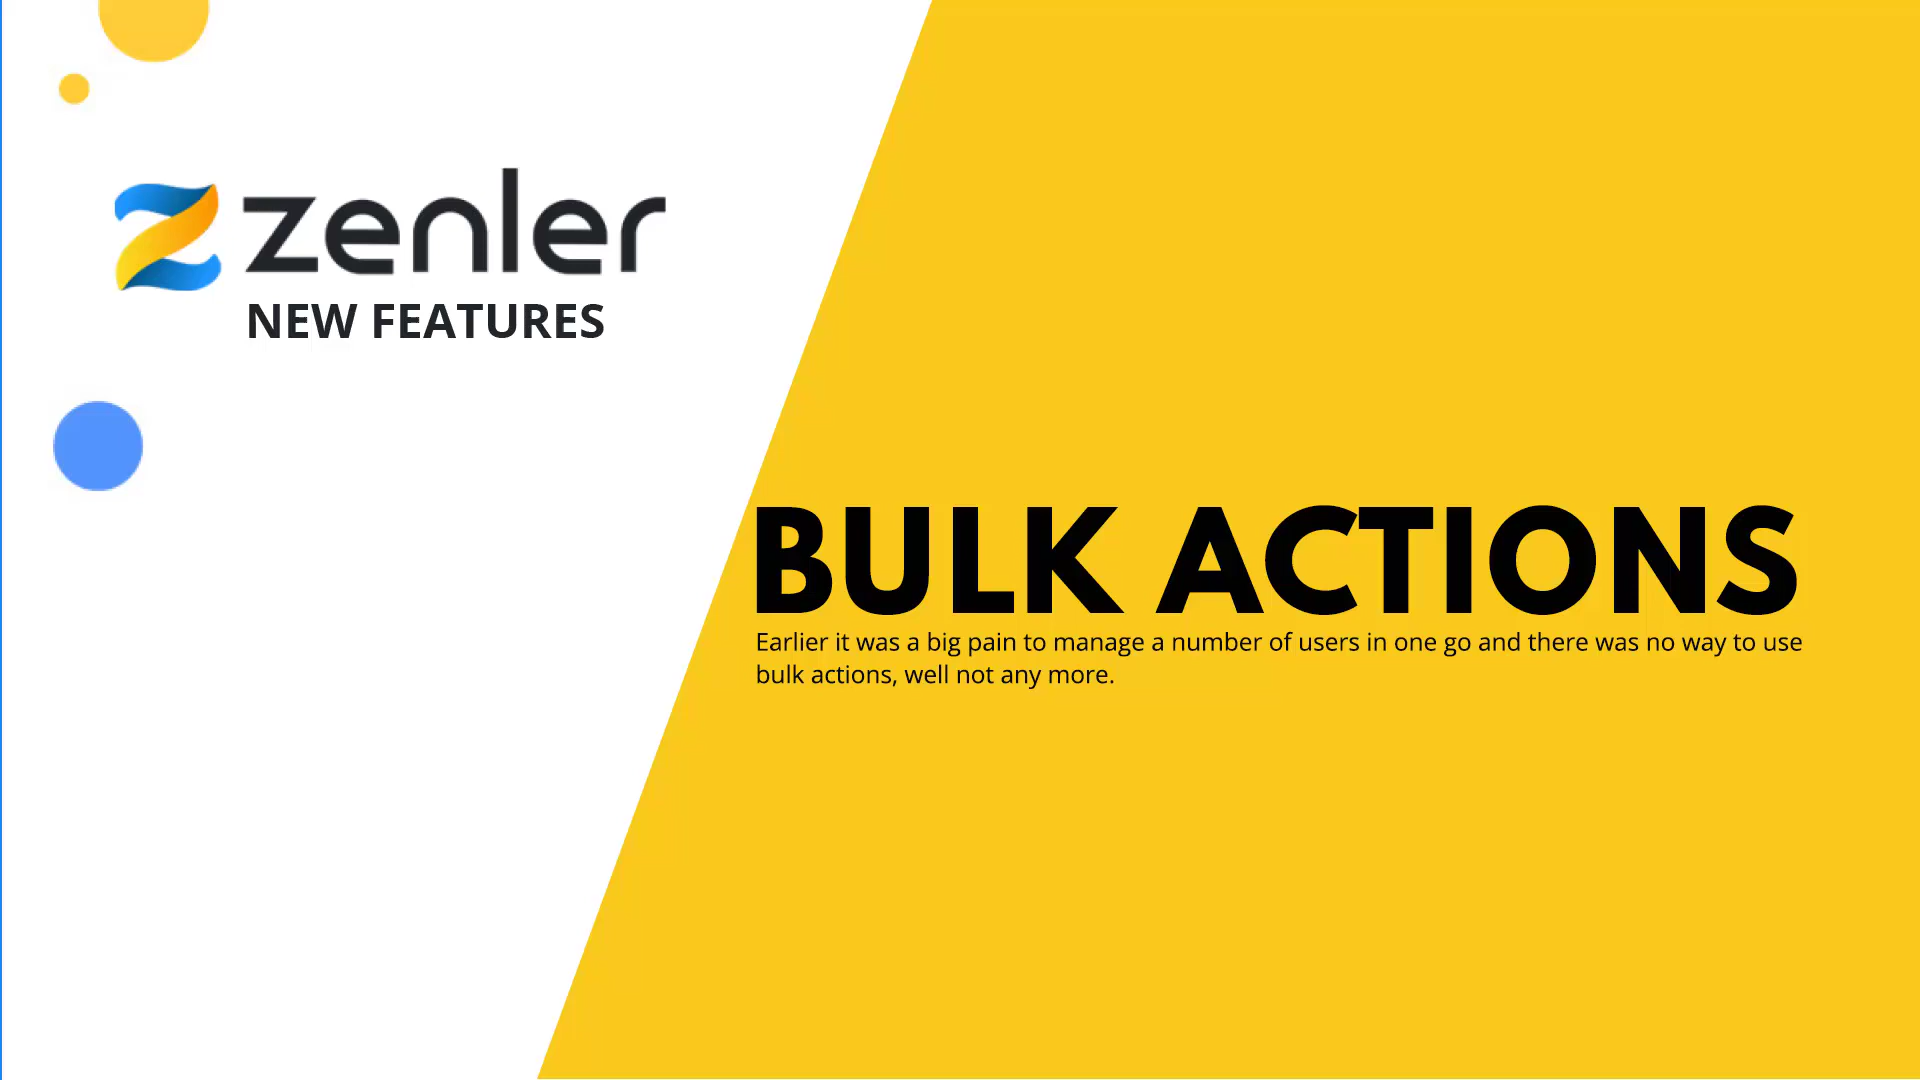 zenler
NEW FEATURES
BULK ACTIONS
Earlier it was a big pain to manage a number of users in one go and there was no way to use
bulk actions, well not any more.